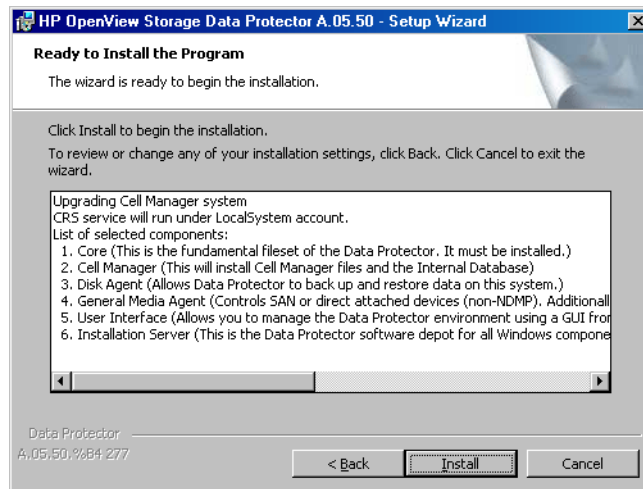 HP OpenView Storage Data Protector A.05.50 - Setup Wizard
Ready to Install the Program
The wizard is ready to begin the installation.
Click Install to begin the installation.
To review or change any of your installation settings, click Back. Click Cancel to exit the
wizard.
Upgrading Cell Manager system
CRS service will run under LocalSystem account.
List of selected components:
1. Core (This is the fundamental fileset of the Data Protector. It must be installed.)
2. Cell Manager (This will install Cell Manager files and the Internal Database)
3. Disk Agent (Allows Data Protector to back up and restore data on this system.)
4. General Media Agent (Controls SAN or direct attached devices (non-NDMP). Additionall
5. User Interface (Allows you to manage the Data Protector environment using a GUI fror
6. Installation Server (This is the Data Protector software depot for all Windows compone
Data Protector
A.05.50.%B4 277
< Back
Install
Cancel